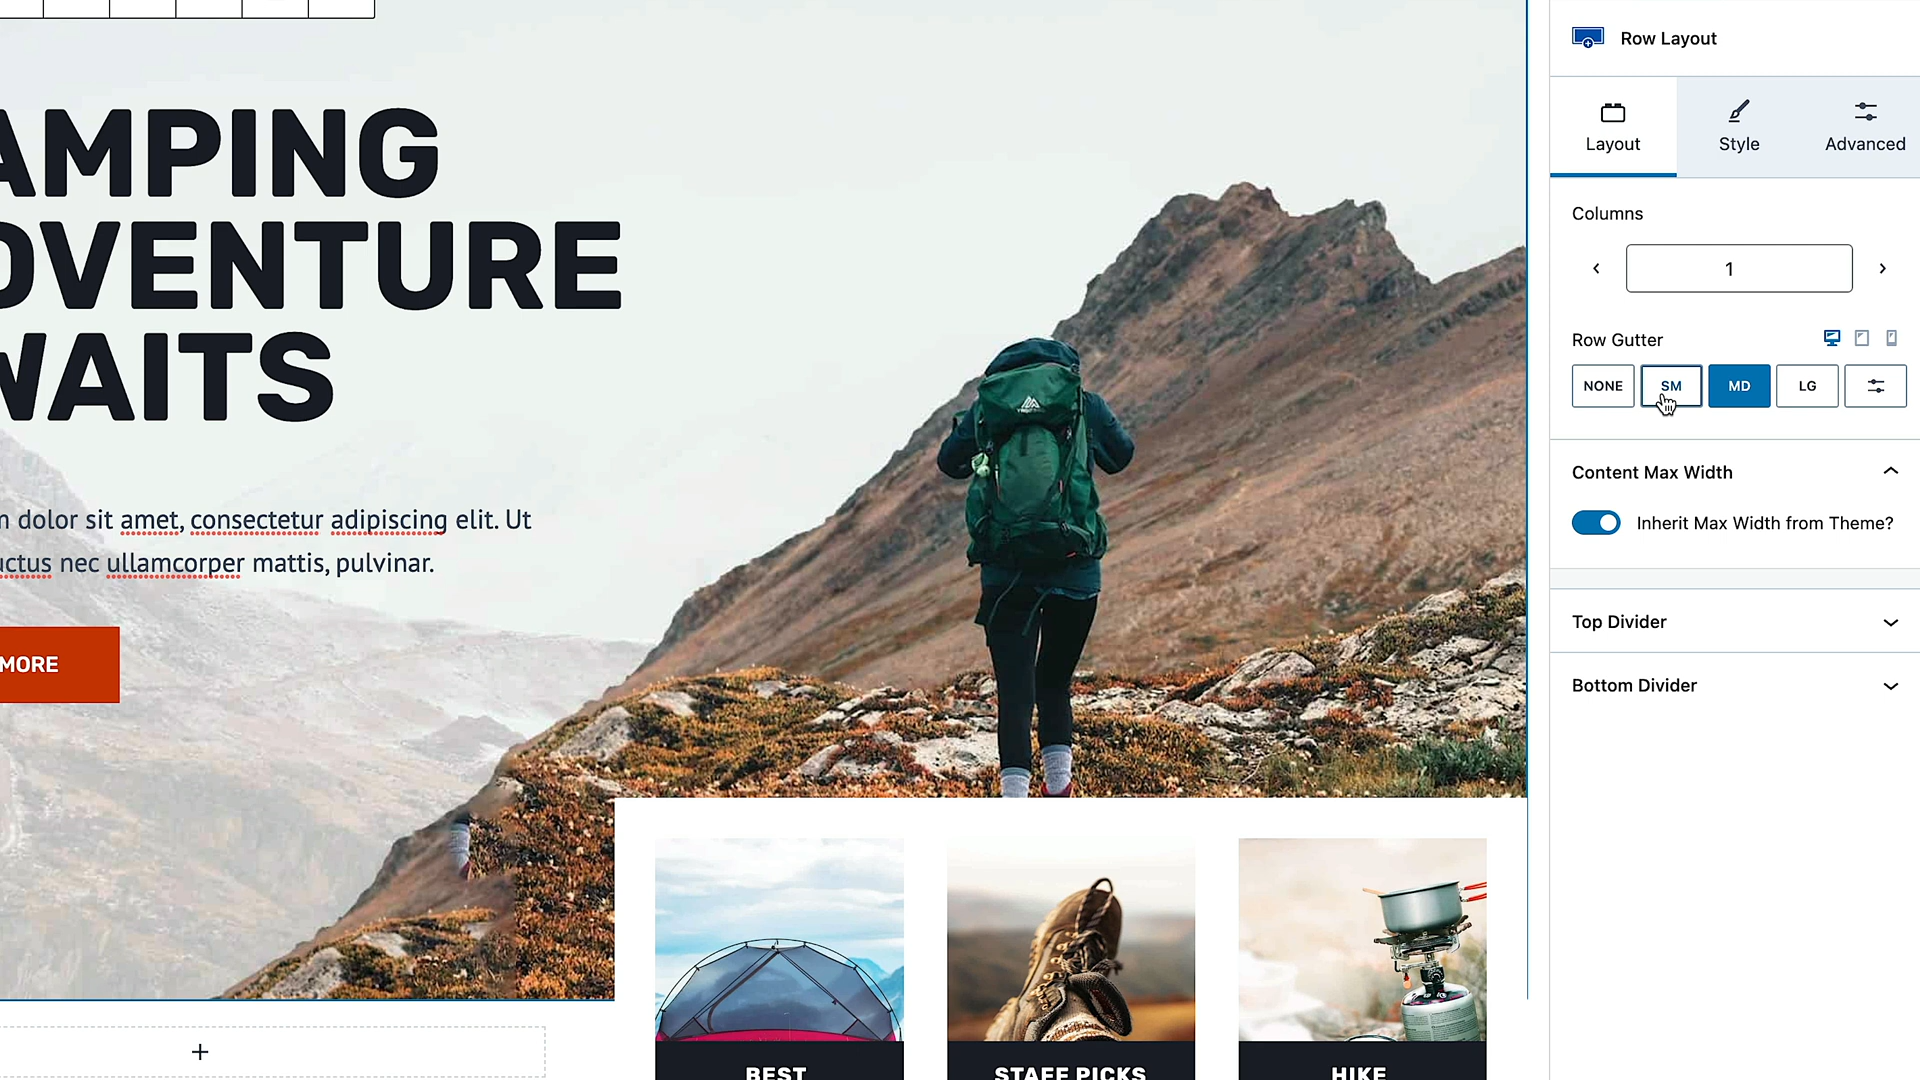 AMPING
DVENTURE
WAITS
dolor sit amet, consectetur adipiscing elit. Ut
uctus nec ullamcorper mattis, pulvinar.
MORE
BEST
STAFF PICKS
HIKE
Row Layout
Layout
Style
Advanced
Columns
1
Row Gutter
NONE
SM
MD
LG
Content Max Width
Inherit Max Width from Theme?
Top Divider
Bottom Divider